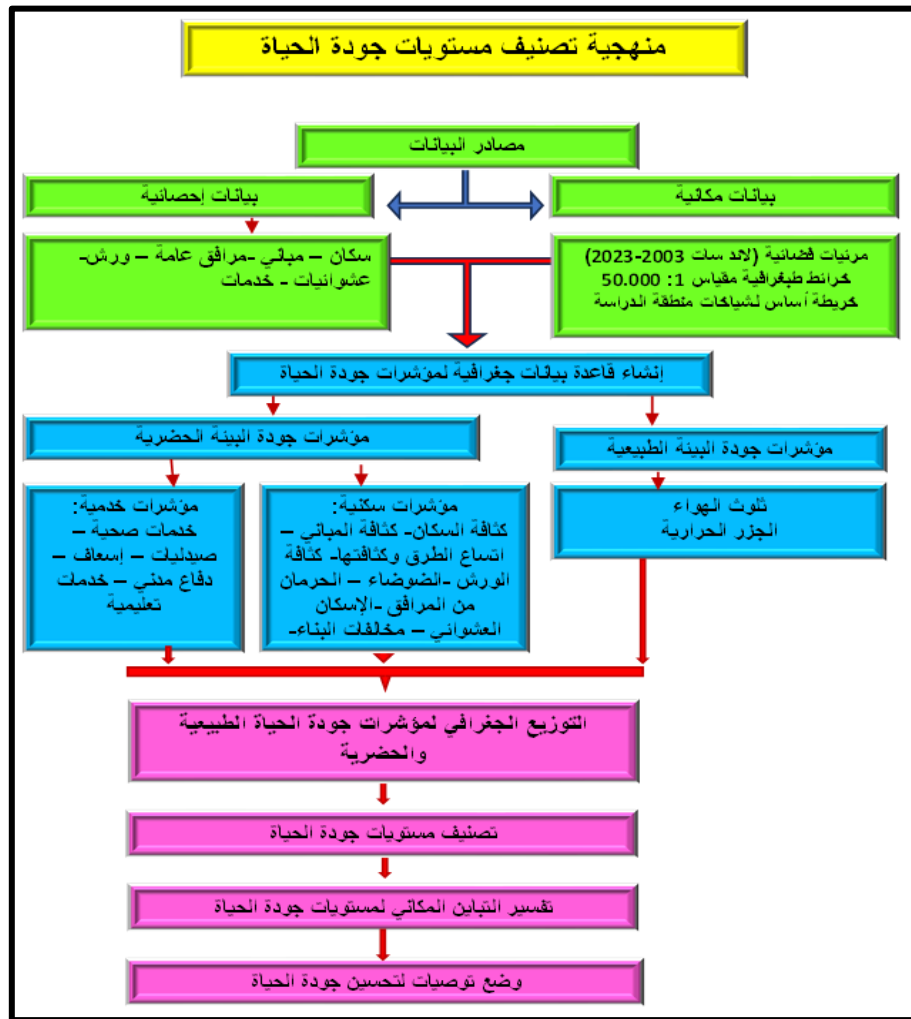 منهجية تصنيف مستويات جودة الحياة
مصادر البيانات
بيانات مكانية
بيانات إحصائية
مرئيات فضائية (لاند سات 2003-2023)
خرائط طبغرافية مقياس 1: 50.000
خريطة أساس لشياخات منطقة الدراسة
سكان – مباني -مرافق عامة – ورش-
عشوائيات - خدمات
إنشاء قاعدة بيانات جغرافية لمؤشرات جودة الحياة
مؤشرات جودة البيئة الطبيعية
مؤشرات جودة البيئة الحضرية
ثلوث الهواء
الجزر الحرارية
مؤشرات سكنية:
كثافة السكان- كثافة المباني –
اتساع الطرق وكثافتها- كثافة
الورش -الضوضاء – الحرمان
من المرافق -الإسكان
العشوائي – مخالفات البناء-
مؤشرات خدمية:
خدمات صحية –
صيدليات – إسعاف –
دفاع مدني – خدمات
تعليمية
التوزيع الجغرافي لمؤشرات جودة الحياة الطبيعية
والحضرية
تصنيف مستويات جودة الحياة
تفسير التباين المكاني لمستويات جودة الحياة
وضع توصيات لتحسين جودة الحياة